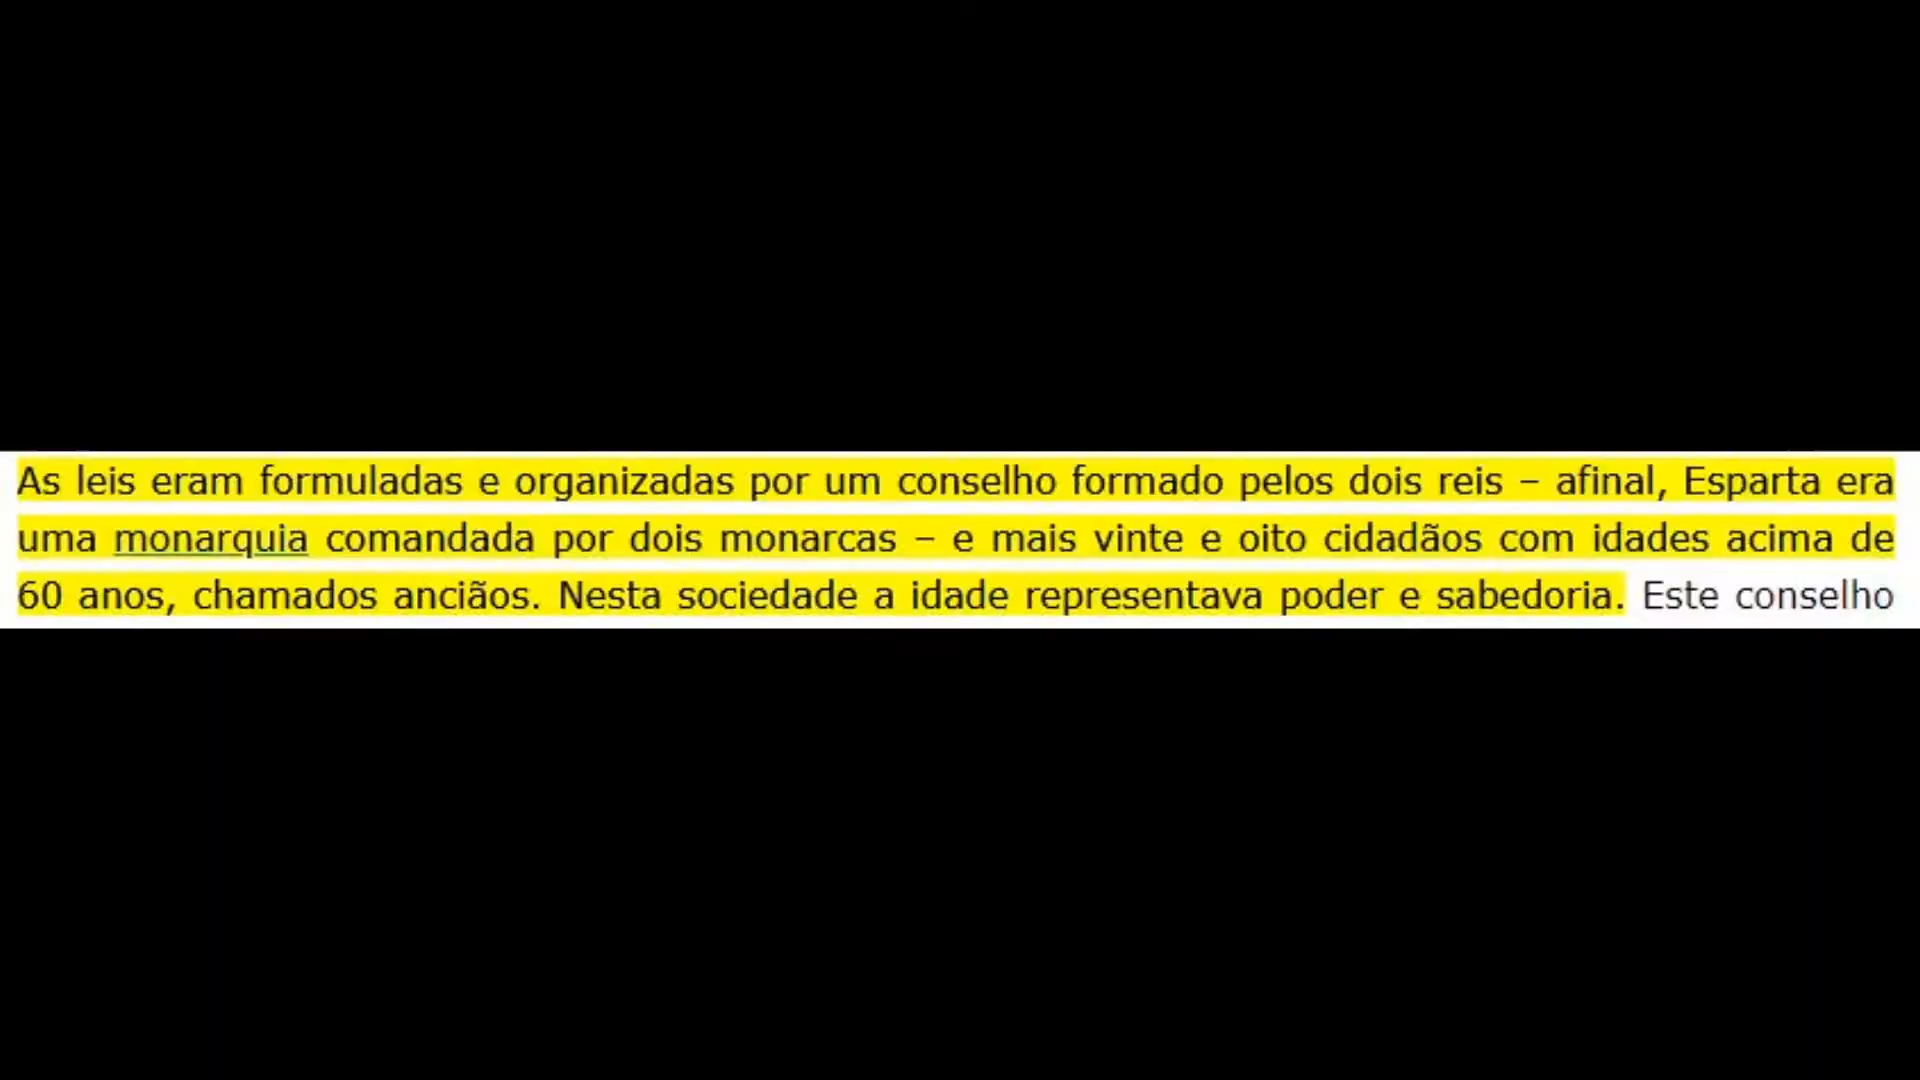 As leis eram formuladas e organizadas por um conselho formado pelos dois reis – afinal, Esparta era
uma monarquia comandada por dois monarcas – e mais vinte e oito cidadãos com idades acima de
60 anos, chamados anciãos. Nesta sociedade a idade representava poder e sabedoria. Este conselho